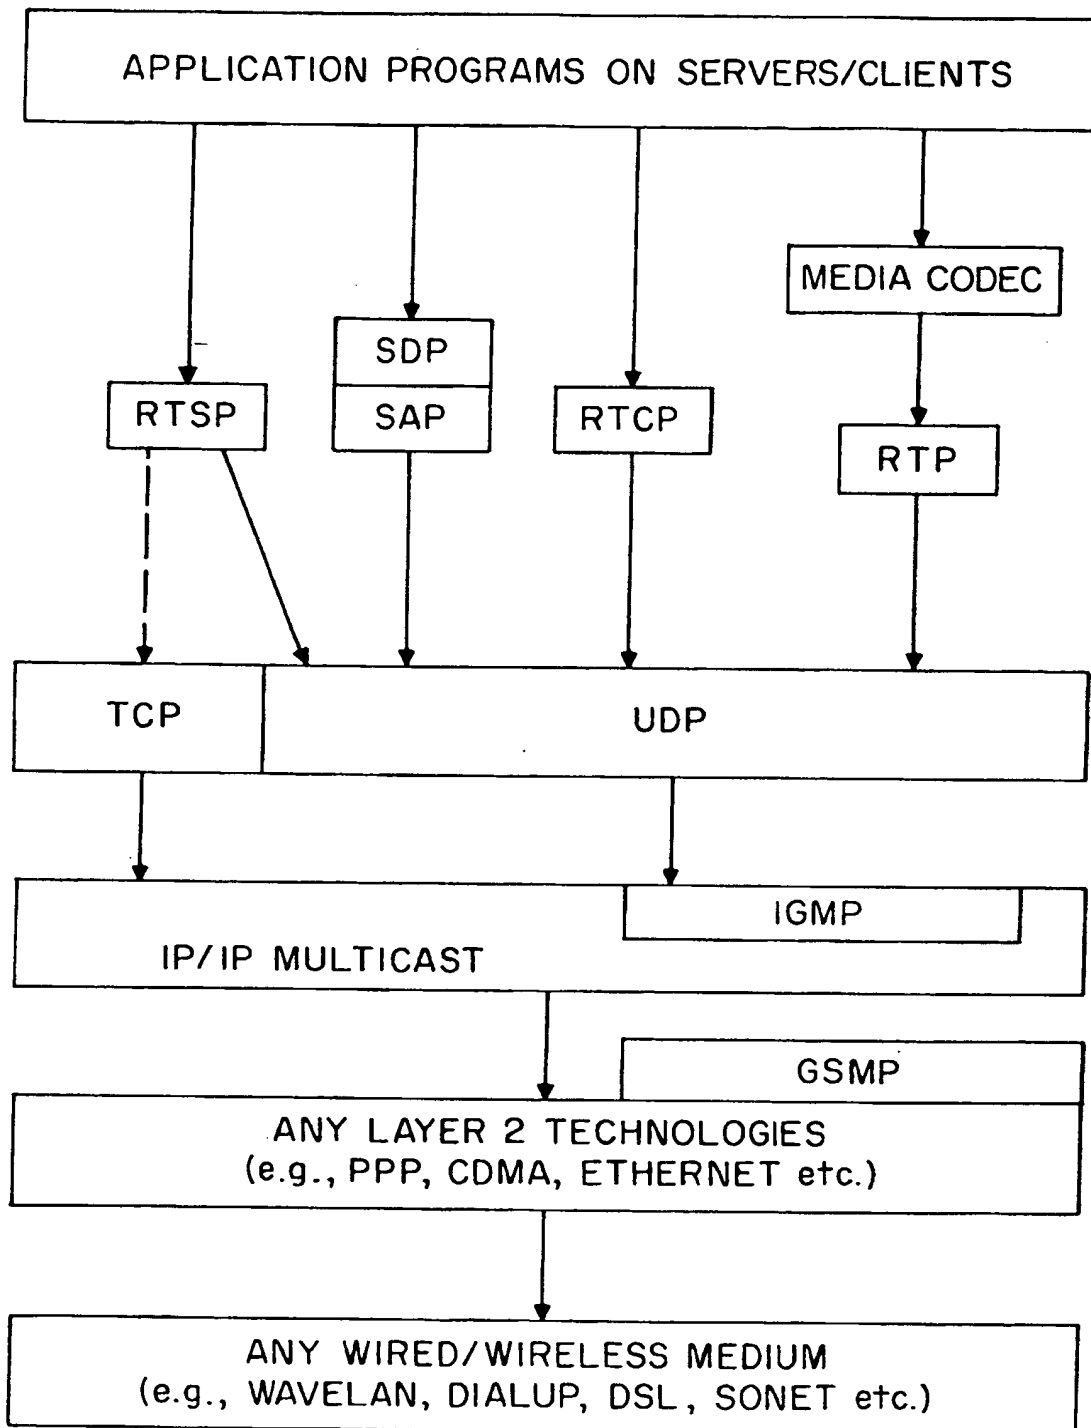 APPLICATION PROGRAMS ON SERVERS/CLIENTS
MEDIA CODEC
SDP
RTSP
SAP
RTCP
RTP
TCP
UDP
IGMP
IP/IP MULTICAST
GSMP
ANY LAYER 2 TECHNOLOGIES
(e.g., PPP, CDMA, ETHERNET etc.)
ANY WIRED/WIRELESS MEDIUM
(e.g., WAVELAN, DIALUP, DSL, SONET etc.)